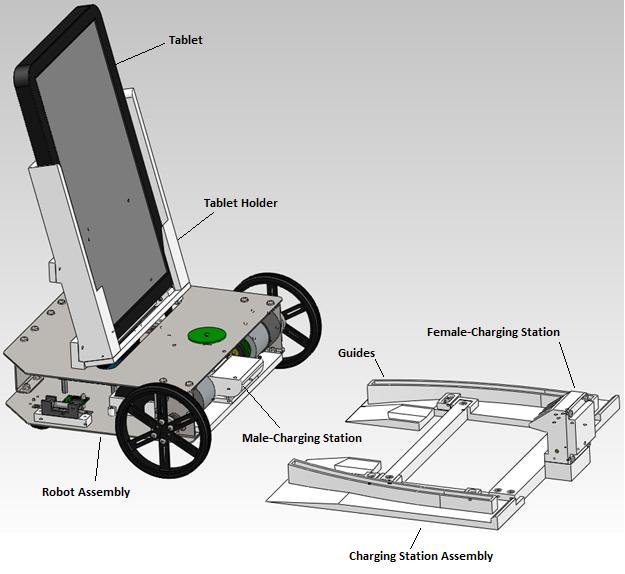 Tablet
Tablet Holder
Female-Charging Station
Guides
Male-Charging Station
Robot Assembly
Charging Station Assembly